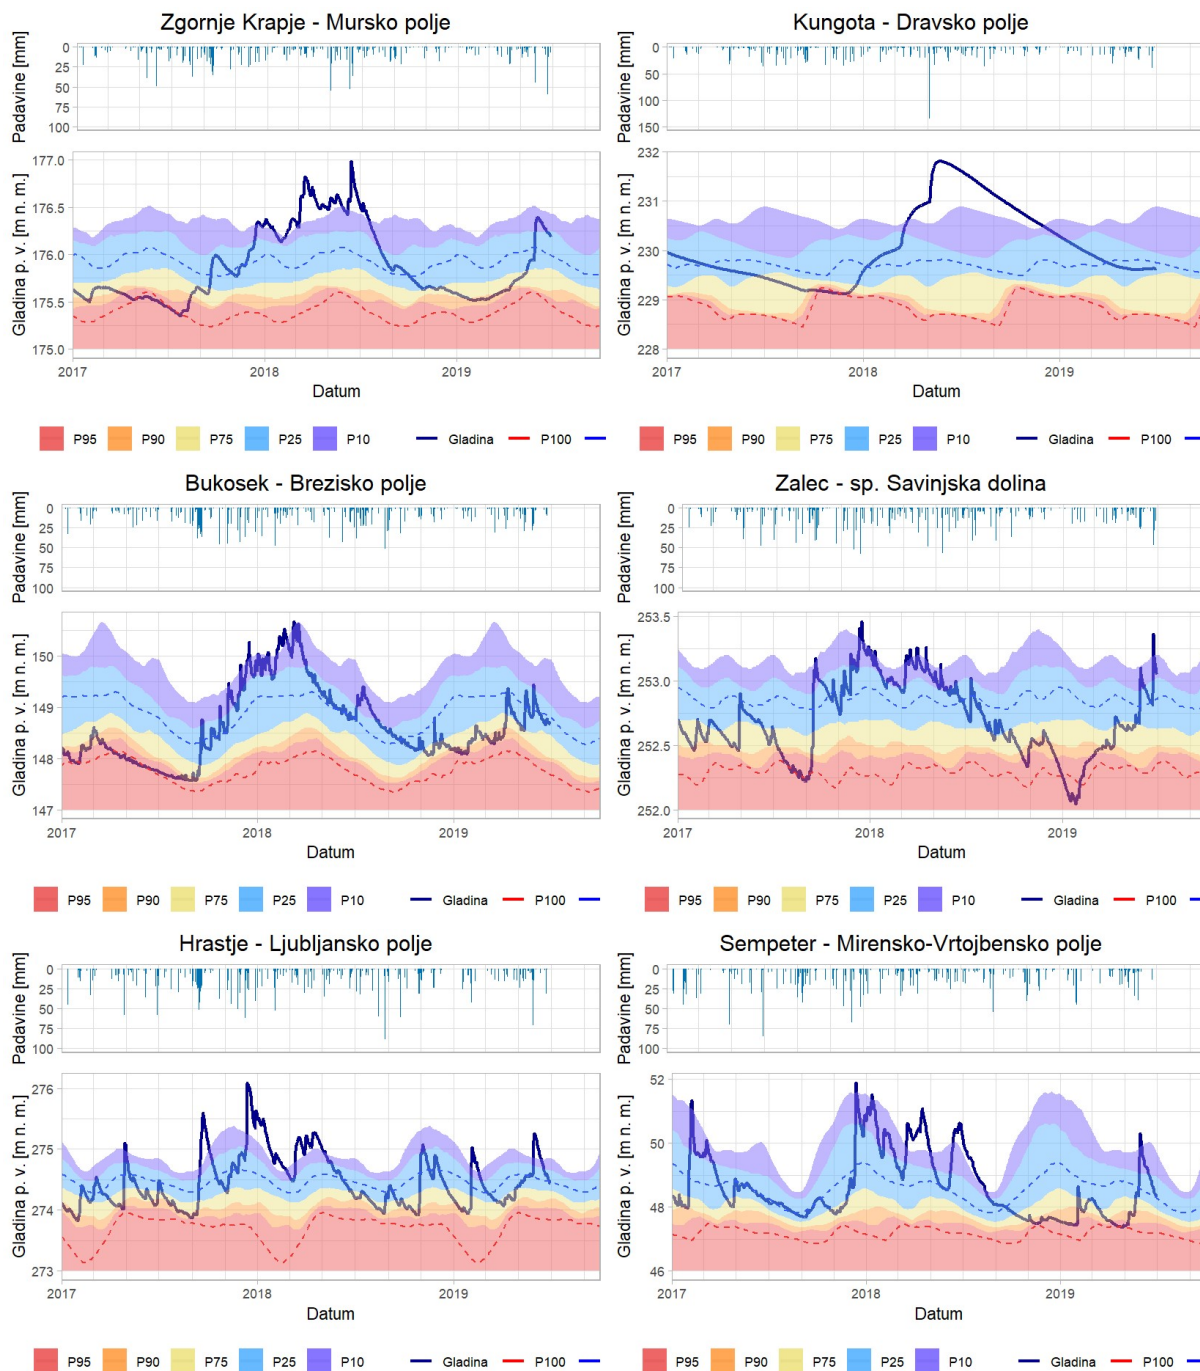 Zgornje Krapje - Mursko polje
Padavine [mm]
0
25
50
75
100
Gladina p. v. [m n. m.]
177.0
176.5
176.0
175.5
175.0
2017
2018
2019
Datum
P95
P90
P75
P25
P10
Gladina
P100
Kungota - Dravsko polje
Padavine [mm]
0
50
100
150
Gladina p. v. [m n. m.]
232
231
230
229
228
2017
2018
2019
Datum
P95
P90
P75
P25
P10
Gladina
P100
Bukosek - Brezisko polje
Padavine [mm]
0
25
50
75
100
Gladina p. v. [m n. m.]
150
149
148
147
2017
2018
2019
Datum
P95
P90
P75
P25
P10
Gladina
P100
Zalec - sp. Savinjska dolina
Padavine [mm]
0
25
50
75
100
Gladina p. v. [m n. m.]
253.5
253.0
252.5
252.0
2017
2018
2019
Datum
P95
P90
P75
P25
P10
Gladina
P100
Hrastje - Ljubljansko polje
Padavine [mm]
0
25
50
75
100
Gladina p. v. [m n. m.]
276
275
274
273
2017
2018
2019
Datum
P95
P90
P75
P25
P10
Gladina
P100
Sempeter - Mirensko-Vrtojbensko polje
Padavine [mm]
0
25
50
75
100
Gladina p. v. [m n. m.]
52
50
48
46
2017
2018
2019
Datum
P95
P90
P75
P25
P10
Gladina
P100